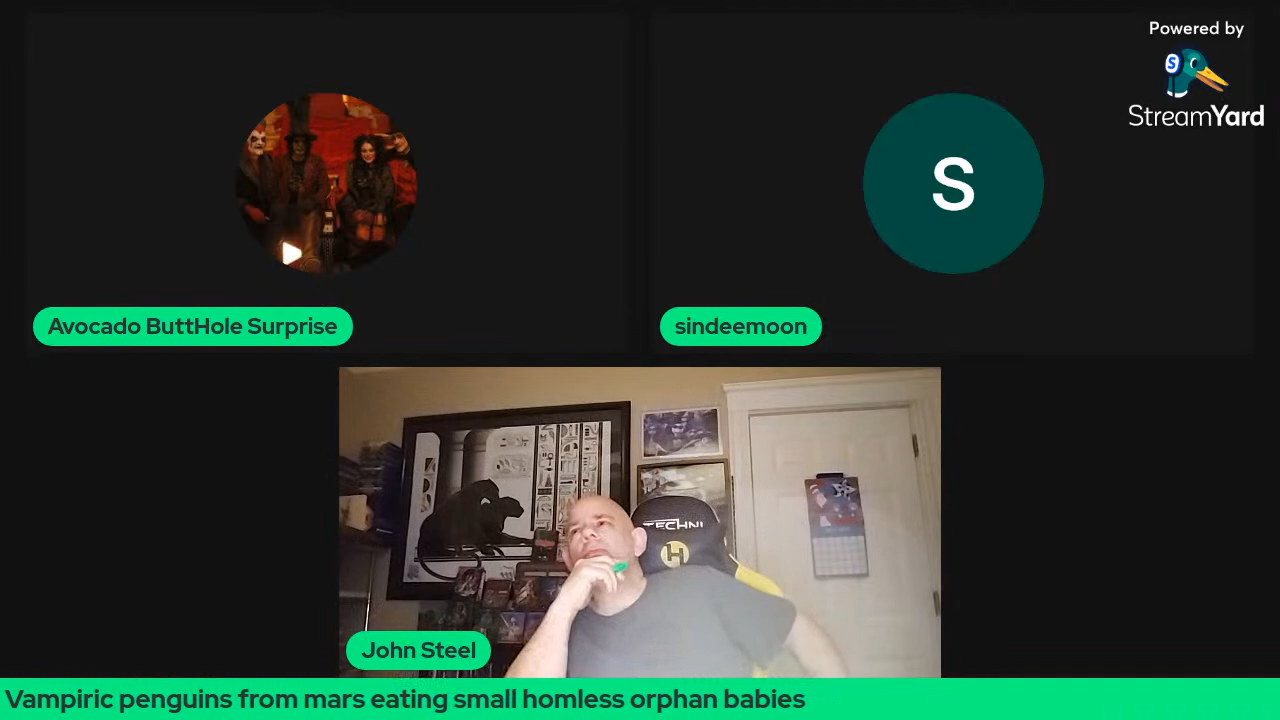 Powered by
StreamYard
S
S
Avocado ButtHole Surprise
sindeemoon
TECHNI
H
John Steel
Vampiric penguins from mars eating small homless orphan babies